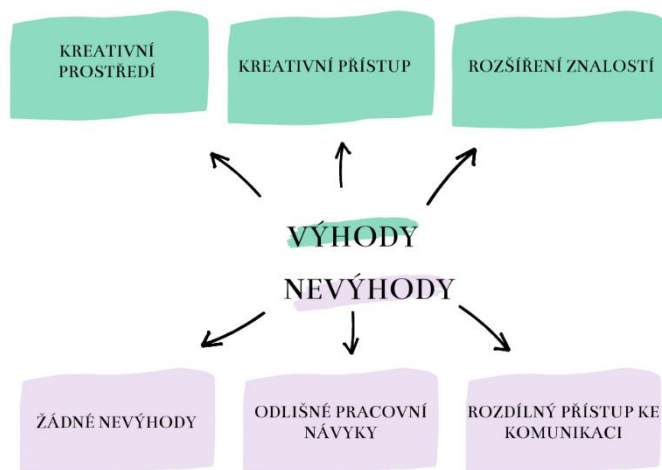 KREATIVNÍ
PROSTŘEDÍ
KREATIVNÍ PŘÍSTUP
ROZŠÍŘENÍ ZNALOSTÍ
VÝHODY
NEVÝHODY
ŽÁDNÉ NEVÝHODY
ODLIŠNÉ PRACOVNÍ
NÁVYKY
ROZDÍLNÝ PŘÍSTUP KE
KOMUNIKACI